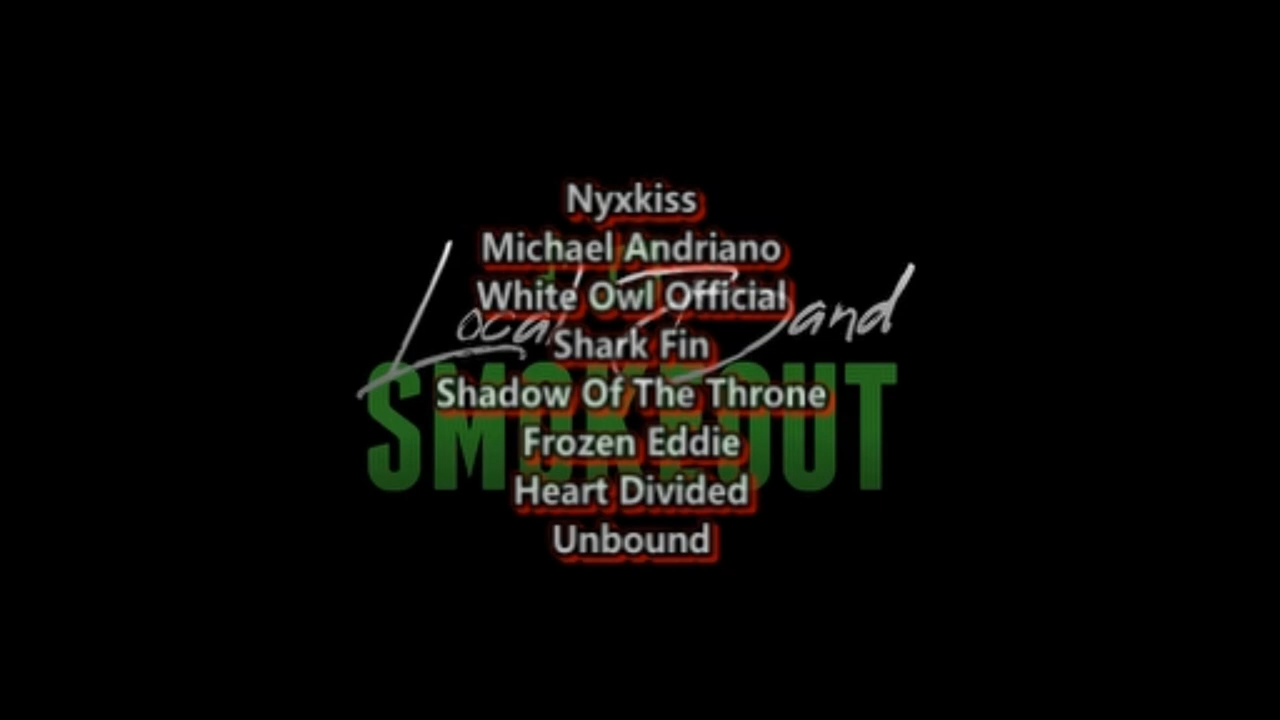 Nyxkiss
Michael Andriano
White Owl Official
Shark Fin
Shadow Of The Throne
Frozen Eddie
Heart Divided
Unbound
Local Band
SMOKEOUT